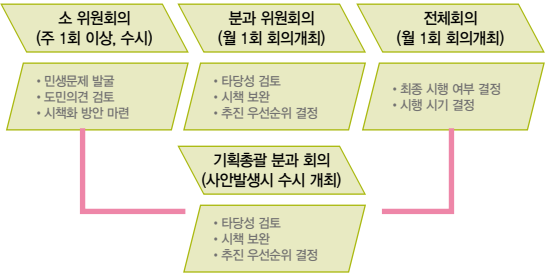 소 위원회의
(주 1회 이상, 수시)
• 민생문제 발굴
• 도민의견 검토
• 시책화 방안 마련
분과 위원회의
(월 1회 회의개최)
• 타당성 검토
• 시책 보완
• 추진 우선순위 결정
전체회의
(월 1회 회의개최)
• 최종 시행 여부 결정
• 시행 시기 결정
기획총괄 분과 회의
(사안발생시 수시 개최)
• 타당성 검토
• 시책 보완
• 추진 우선순위 결정